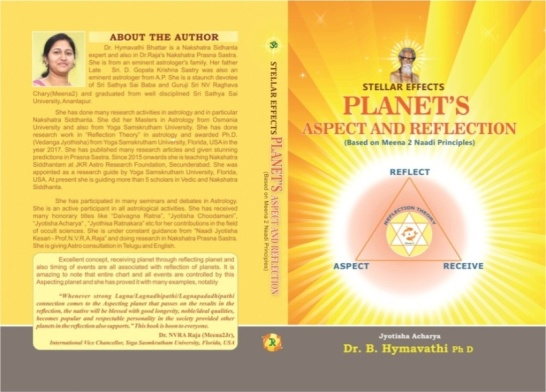 ABOUT THE AUTHOR
Dr. Hymavathi Bhattar is a Nakshatra Sidhanta
expert and also in Dr.Raja's Nakshatra Prasna Sastra.
She is from an eminent astrologer's family. Her father
Late Sri. D. Gopala Krishna Sastry was also an
eminent astrologer from A.P. She is a staunch devotee
of Sri Sathya Sai Baba and Guruji Sri NV Raghava
Chary(Meena2) and graduated from well disciplined Sri Sathya Sai
University, Anantapur.
She has done many research activities in astrology and in particular
Nakshatra Siddhanta. She did her Masters in Astrology from Osmania
University and also from Yoga Samskrutham University. She has done
research work in "Reflection Theory" in astrology and awarded Ph.D.
(Vedanga Jyothisha) from Yoga Samskrutham University, Florida, USA in the
year 2017. She has published many research articles and given stunning
predictions in Prasna Sastra. Since 2015 onwards she is teaching Nakshatra
Siddhantam at JKR Astro Research Foundation, Secunderabad. She was
appointed as a research guide by Yoga Samskrutham University, Florida,
USA. At present she is guiding more than 5 scholars in Vedic and Nakshatra
Siddhanta.
She has participated in many seminars and debates in Astrology.
She is an active participant in all astrological activities. She has received
many honorary titles like "Daivagna Ratna", "Jyotisha Choodamani",
"Jyotisha Acharya", "Jyothisa Ratnakara" etc for her contributions in the field
of occult sciences. She is under constant guidance from "Naadi Jyotisha
Kesari - Prof.N.V.R.A.Raja" and doing research in Nakshatra Prasna Sastra.
She is giving Astro consultation in Telugu and English.
Excellent concept, receiving planet through reflecting planet and
also timing of events are all associated with reflection of planets. It is
amazing to note that entire chart and all events are controlled by this
Aspecting planet and she has proved it with many examples, notably
"Whenever strong Lagna/Lagnadhipathi/Lagnapadadhipathi
connection comes to the Aspecting planet that passes on the results in the
reflection, the native will be blessed with good longevity, noble/ideal qualities,
becomes popular and respectable personality in the society provided other
planets in the reflection also supports." This book is boon to everyone.
Dr. NVRA Raja (Meena23r),
International Vice Chancellor, Yoga Samskrutham University, Florida, USA
STELLAR EFFECTS PLANET'S ASPECT AND REFLECTION
(Based on Meena 2 Naadi Principles)
STELLAR EFFECTS
PLANET'S
ASPECT AND REFLECTION
(Based on Meena 2 Naadi Principles)
REFLECT
REFLECTION THEORY
ASPECT
RECEIVE
Jyotisha Acharya
Dr. B. Hymavathi Ph D